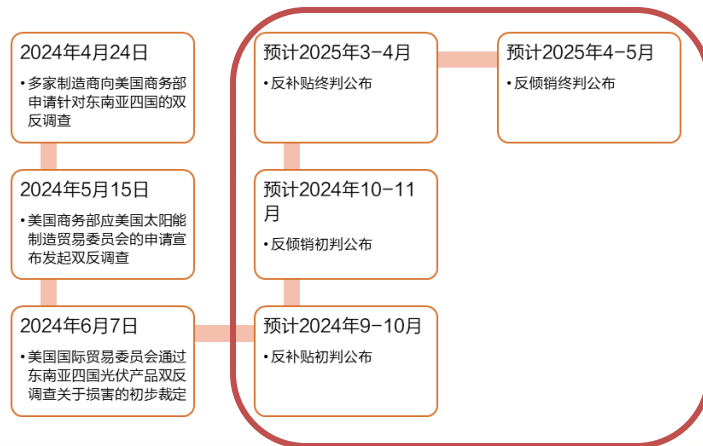 2024年4月24日
•多家制造商向美国商务部
申请针对东南亚四国的双
反调查
2024年5月15日
•美国商务部应美国太阳能
制造贸易委员会的申请宣
布发起双反调查
2024年6月7日
•美国国际贸易委员会通过
东南亚四国光伏产品双反
调查关于损害的初步裁定
预计2024年9-10月
•反补贴初判公布
预计2024年10-11
月
•反倾销初判公布
预计2025年3-4月
•反补贴终判公布
预计2025年4-5月
•反倾销终判公布